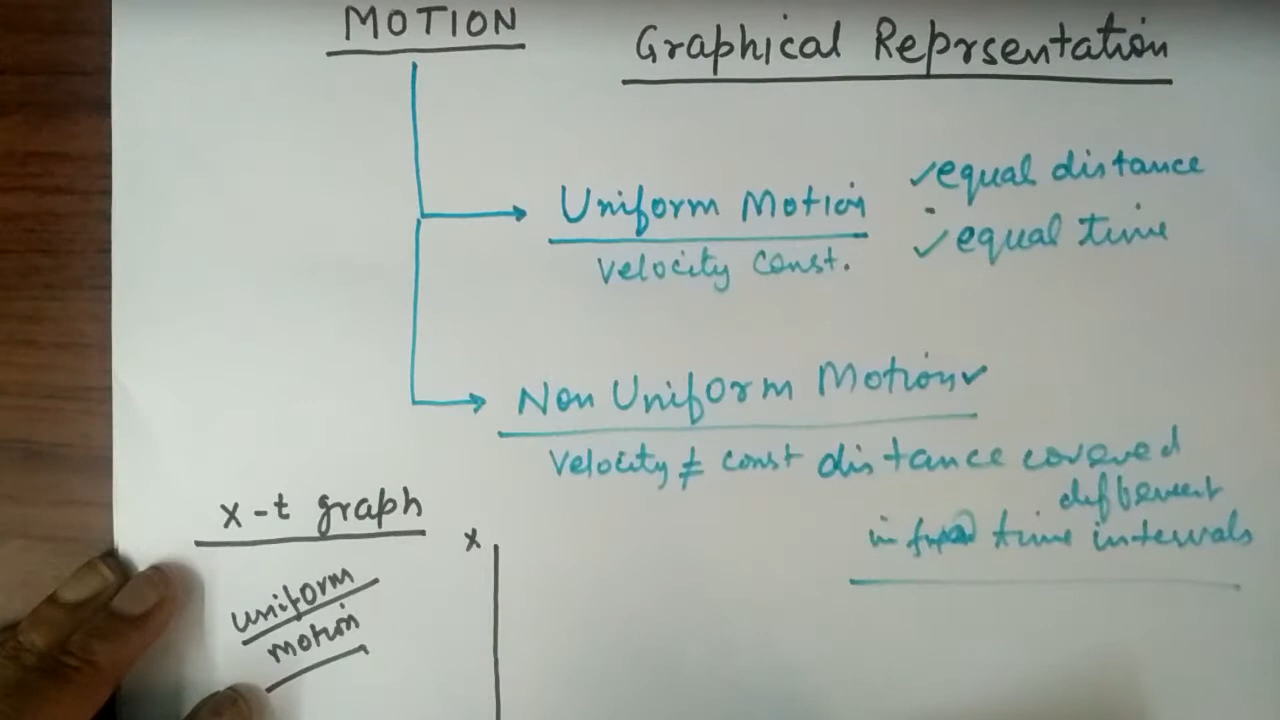 MOTION
Graphical Reprsentation
Uniform Motion
✓equal distance
✓equal time
Velocity const.
Non Uniform Motion✓
Velocity ≠ const distance covered
different
in time intervals
x-t graph
x
uniform
motion